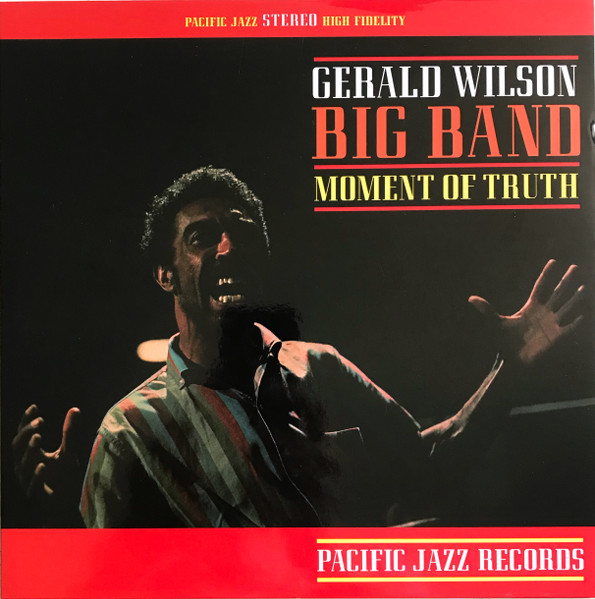 PACIFIC JAZZ STEREO HIGH FIDELITY
GERALD WILSON
BIG BAND
MOMENT OF TRUTH
PACIFIC JAZZ RECORDS